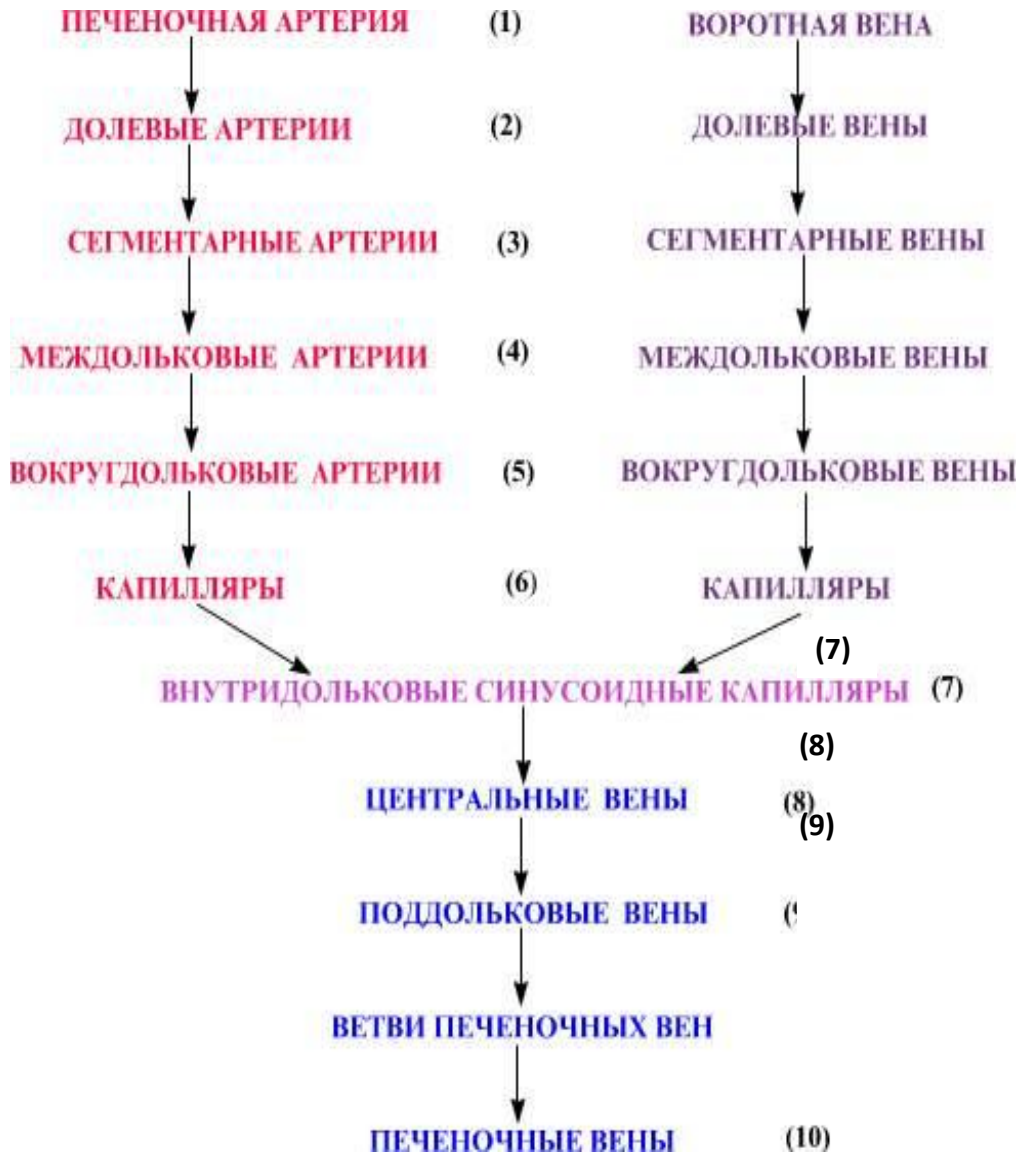 ПЕЧЕНОЧНАЯ АРТЕРИЯ (1) ВОРОТНАЯ ВЕНА
ДОЛЕВЫЕ АРТЕРИИ (2) ДОЛЕВЫЕ ВЕНЫ
СЕГМЕНТАРНЫЕ АРТЕРИИ (3) СЕГМЕНТАРНЫЕ ВЕНЫ
МЕЖДОЛЬКОВЫЕ АРТЕРИИ (4) МЕЖДОЛЬКОВЫЕ ВЕНЫ
ВОКРУГДОЛЬКОВЫЕ АРТЕРИИ (5) ВОКРУГДОЛЬКОВЫЕ ВЕНЫ
КАПИЛЛЯРЫ (6) КАПИЛЛЯРЫ
(7)
ВНУТРИДОЛЬКОВЫЕ СИНУСОИДНЫЕ КАПИЛЛЯРЫ (7)
(8)
ЦЕНТРАЛЬНЫЕ ВЕНЫ (8)
(9)
ПОДДОЛЬКОВЫЕ ВЕНЫ
ВЕТВИ ПЕЧЕНОЧНЫХ ВЕН
ПЕЧЕНОЧНЫЕ ВЕНЫ (10)